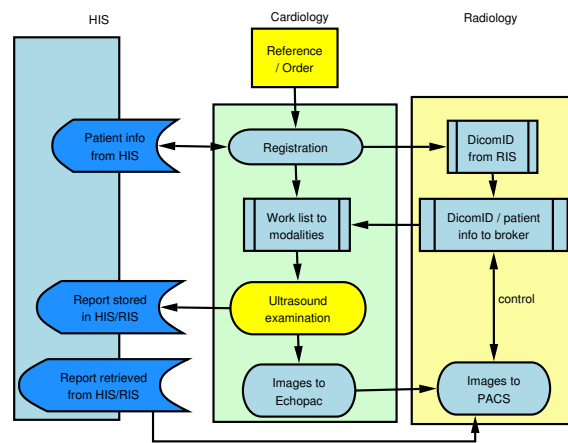 HIS
Cardiology
Radiology
Reference
/ Order
Patient info
from HIS
Registration
DicomID
from RIS
Work list to
modalities
DicomID / patient
info to broker
Report stored
in HIS/RIS
Ultrasound
examination
control
Report retrieved
from HIS/RIS
Images to
Echopac
Images to
PACS